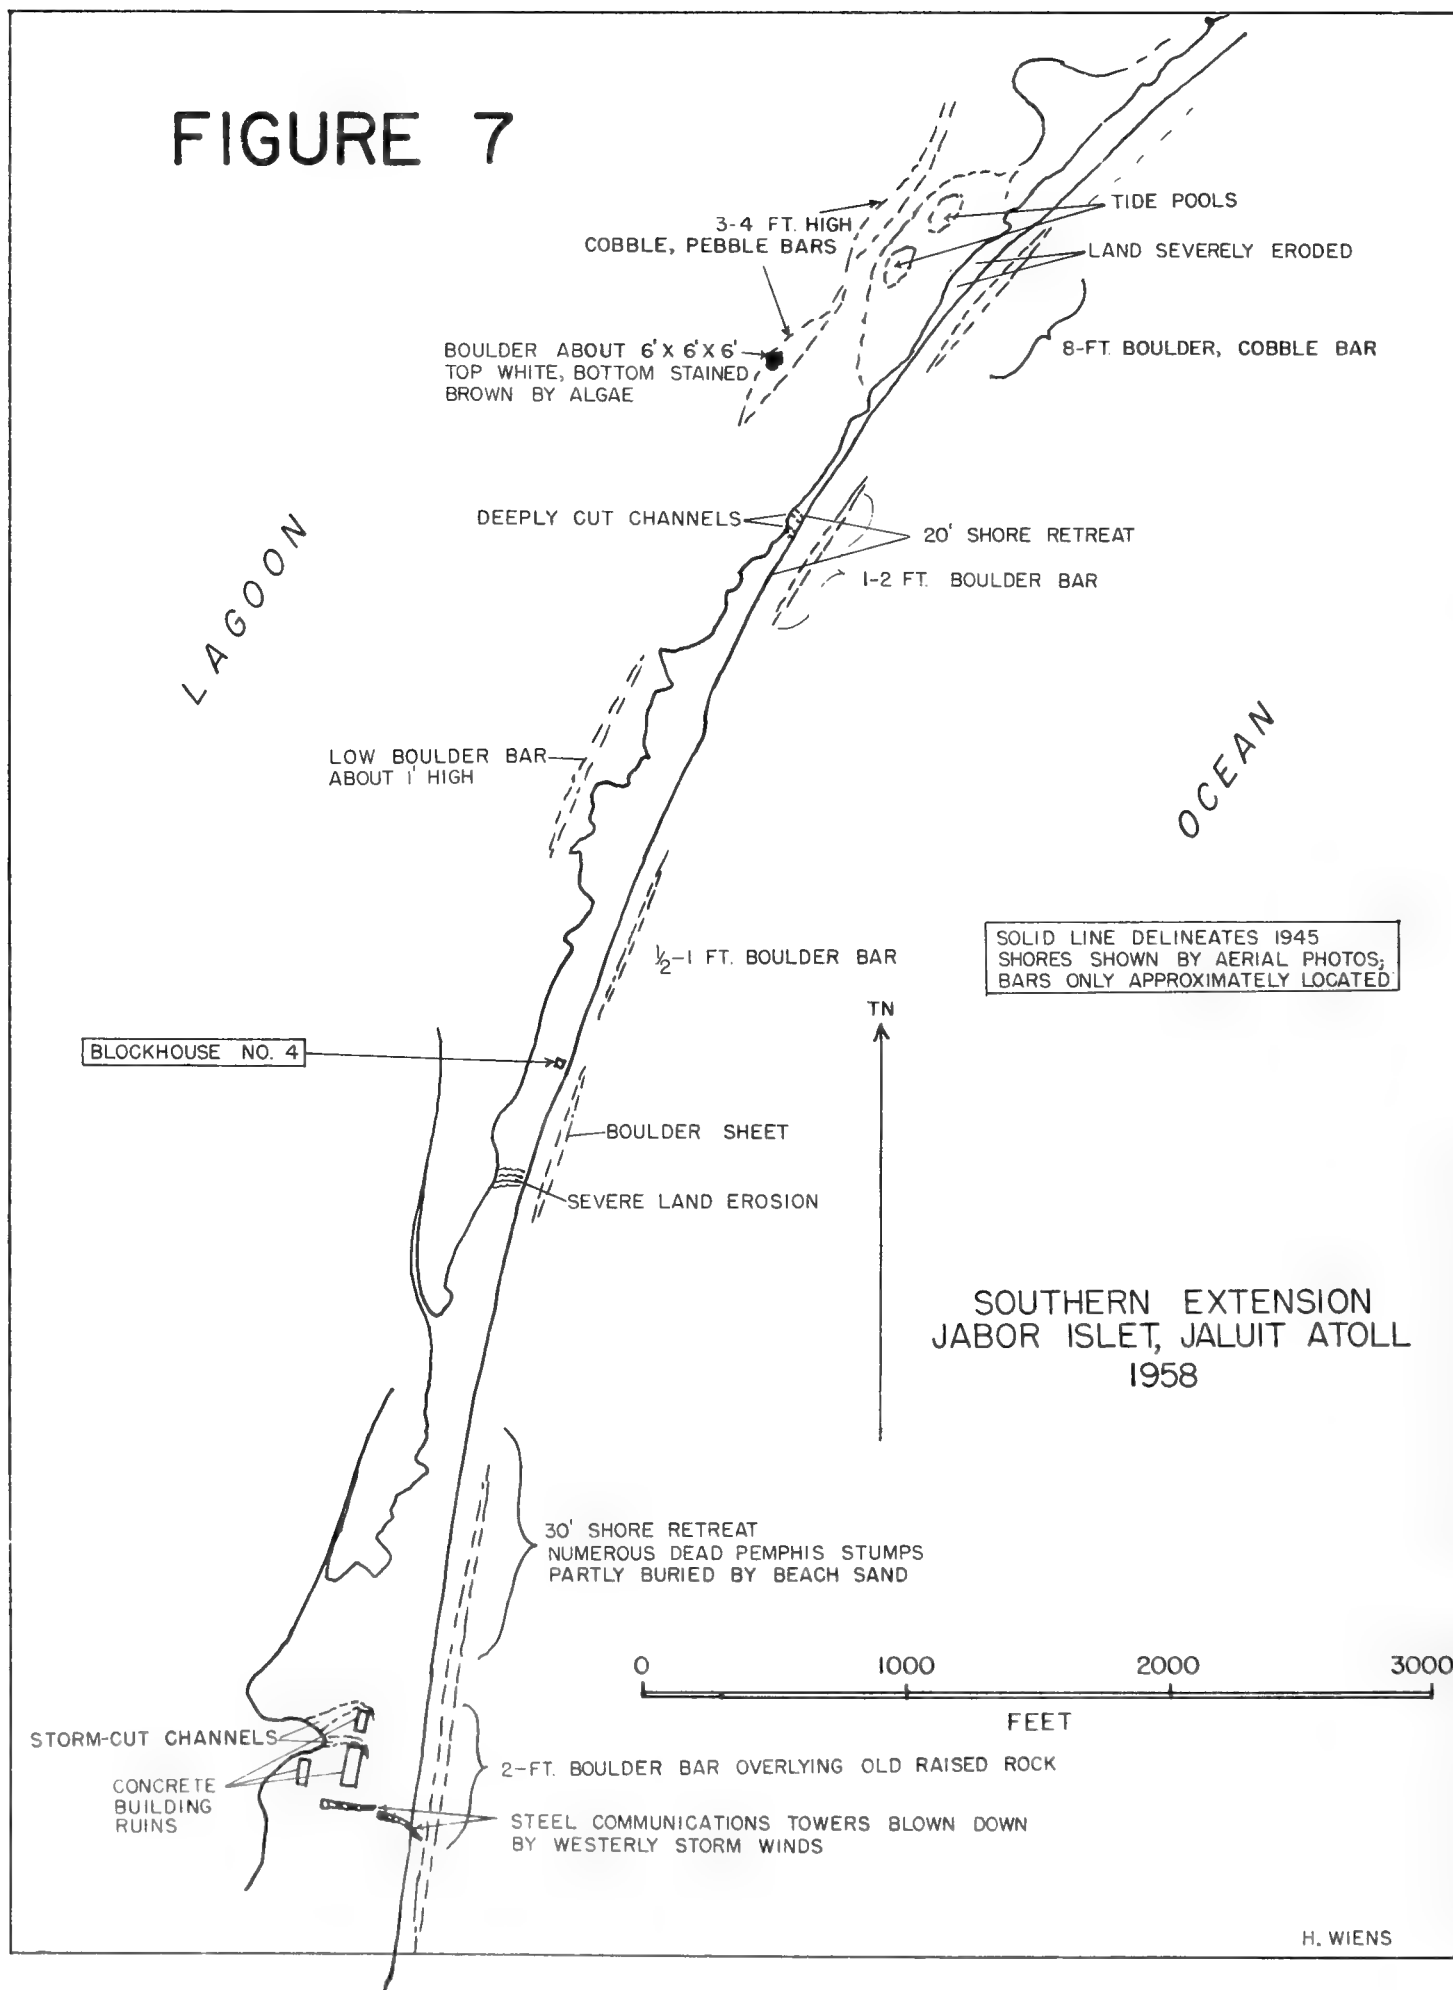 FIGURE 7
TIDE POOLS
3-4 FT. HIGH
COBBLE, PEBBLE BARS
LAND SEVERELY ERODED
8-FT. BOULDER, COBBLE BAR
BOULDER ABOUT 6' X 6' X 6'
TOP WHITE, BOTTOM STAINED
BROWN BY ALGAE
DEEPLY CUT CHANNELS
20' SHORE RETREAT
1-2 FT. BOULDER BAR
LAGOON
OCEAN
LOW BOULDER BAR
ABOUT 1' HIGH
½-1 FT. BOULDER BAR
SOLID LINE DELINEATES 1945
SHORES SHOWN BY AERIAL PHOTOS;
BARS ONLY APPROXIMATELY LOCATED
TN
BLOCKHOUSE NO. 4
BOULDER SHEET
SEVERE LAND EROSION
SOUTHERN EXTENSION
JABOR ISLET, JALUIT ATOLL
1958
30' SHORE RETREAT
NUMEROUS DEAD PEMPHIS STUMPS
PARTLY BURIED BY BEACH SAND
0 1000 2000 3000
FEET
STORM-CUT CHANNELS
2-FT. BOULDER BAR OVERLYING OLD RAISED ROCK
CONCRETE
BUILDING
RUINS
STEEL COMMUNICATIONS TOWERS BLOWN DOWN
BY WESTERLY STORM WINDS
H. WIENS